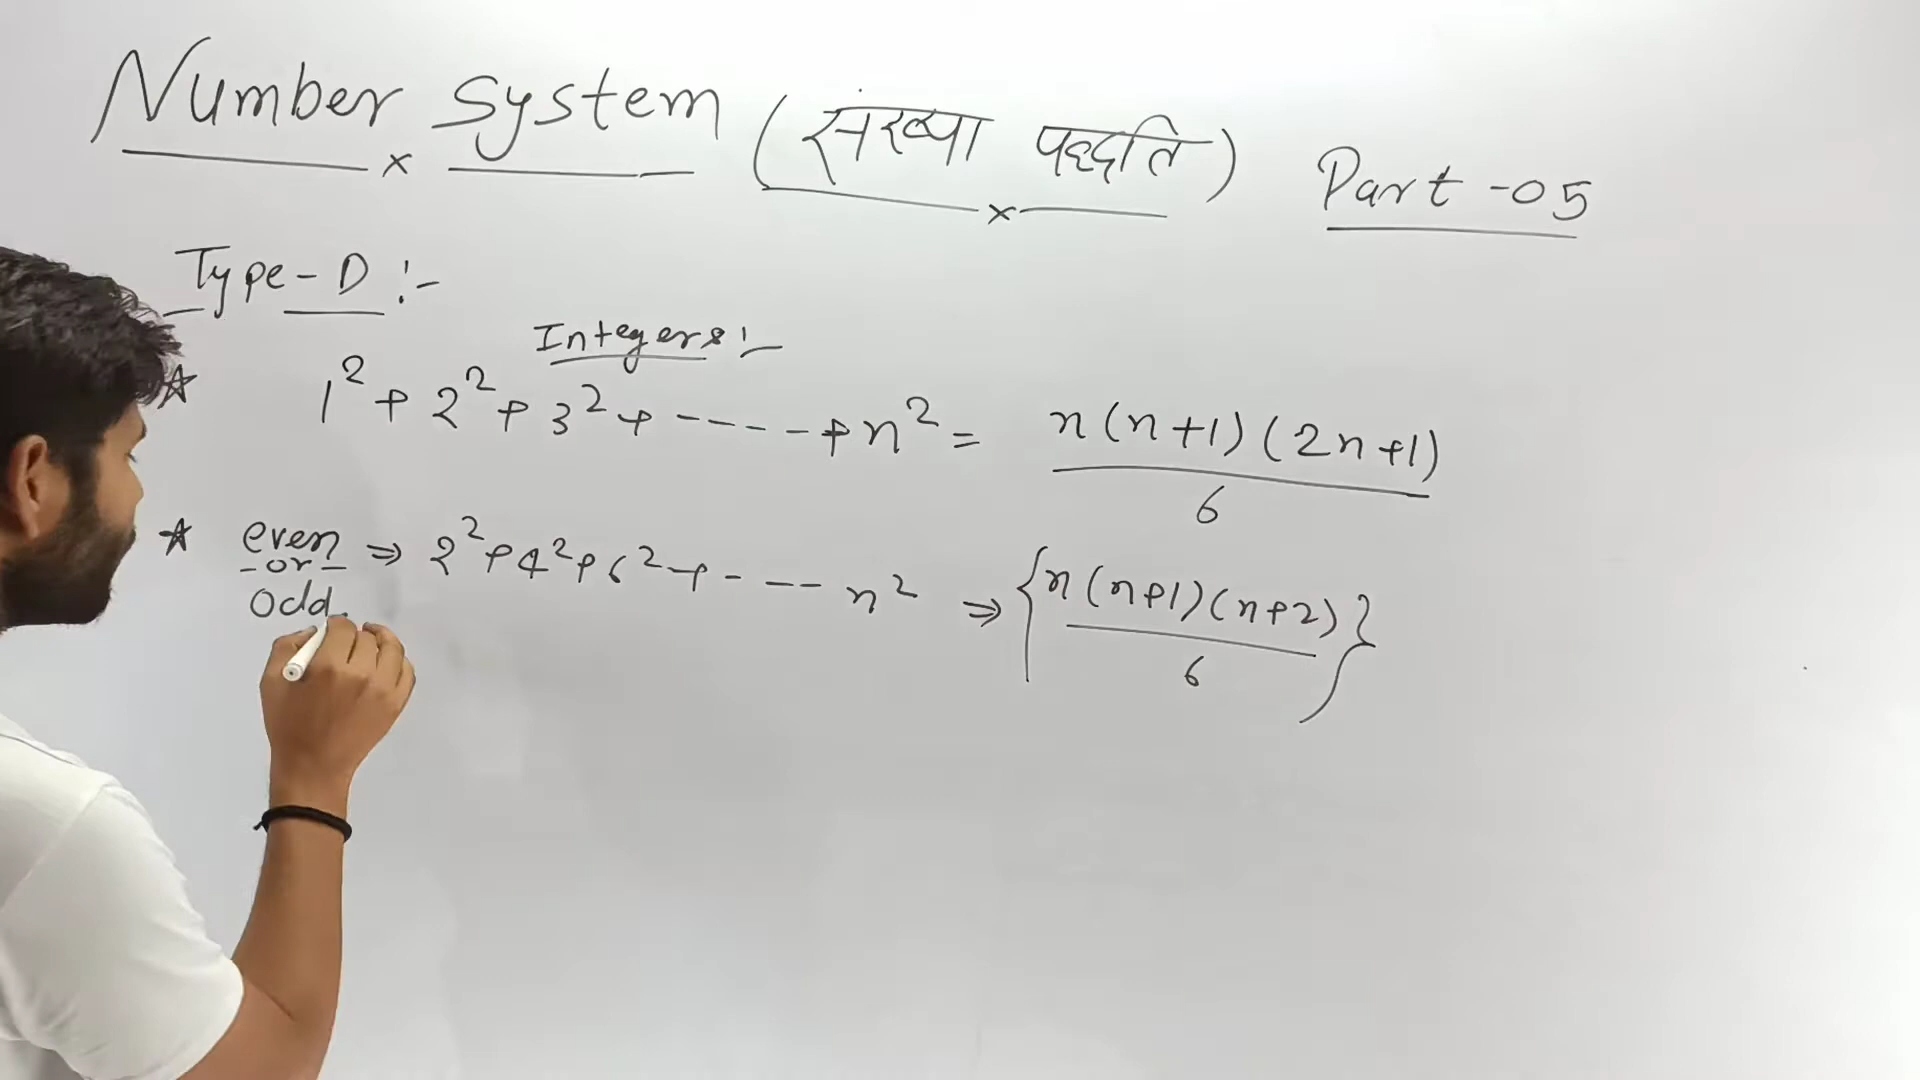 Number System (संख्या पद्धति) Part-05
Type-D :-
Integers :-
☆ 1² + 2² + 3² + ----- + n² = n(n+1)(2n+1)
6
☆ even ⇒ 2² + 4² + 6² + - --- n² ⇒ {n(n+1)(n+2)}
-or-
6
odd.